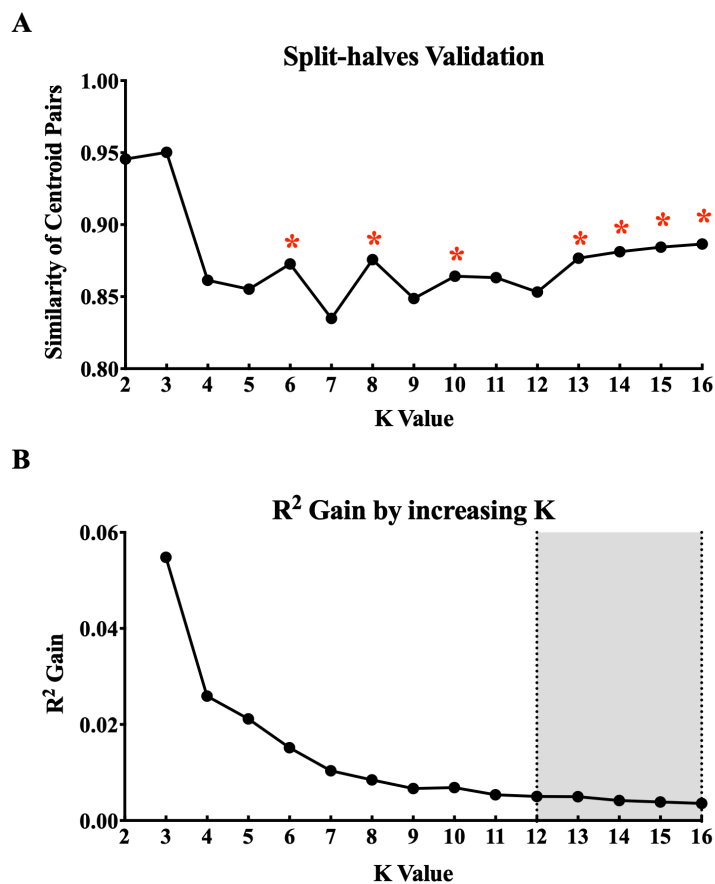 A
Split-halves Validation
Similarity of Centroid Pairs
1.00
0.95
0.90
0.85
0.80
* * * * * * *
2 3 4 5 6 7 8 9 10 11 12 13 14 15 16
K Value
B
R² Gain by increasing K
R² Gain
0.06
0.04
0.02
0.00
2 3 4 5 6 7 8 9 10 11 12 13 14 15 16
K Value